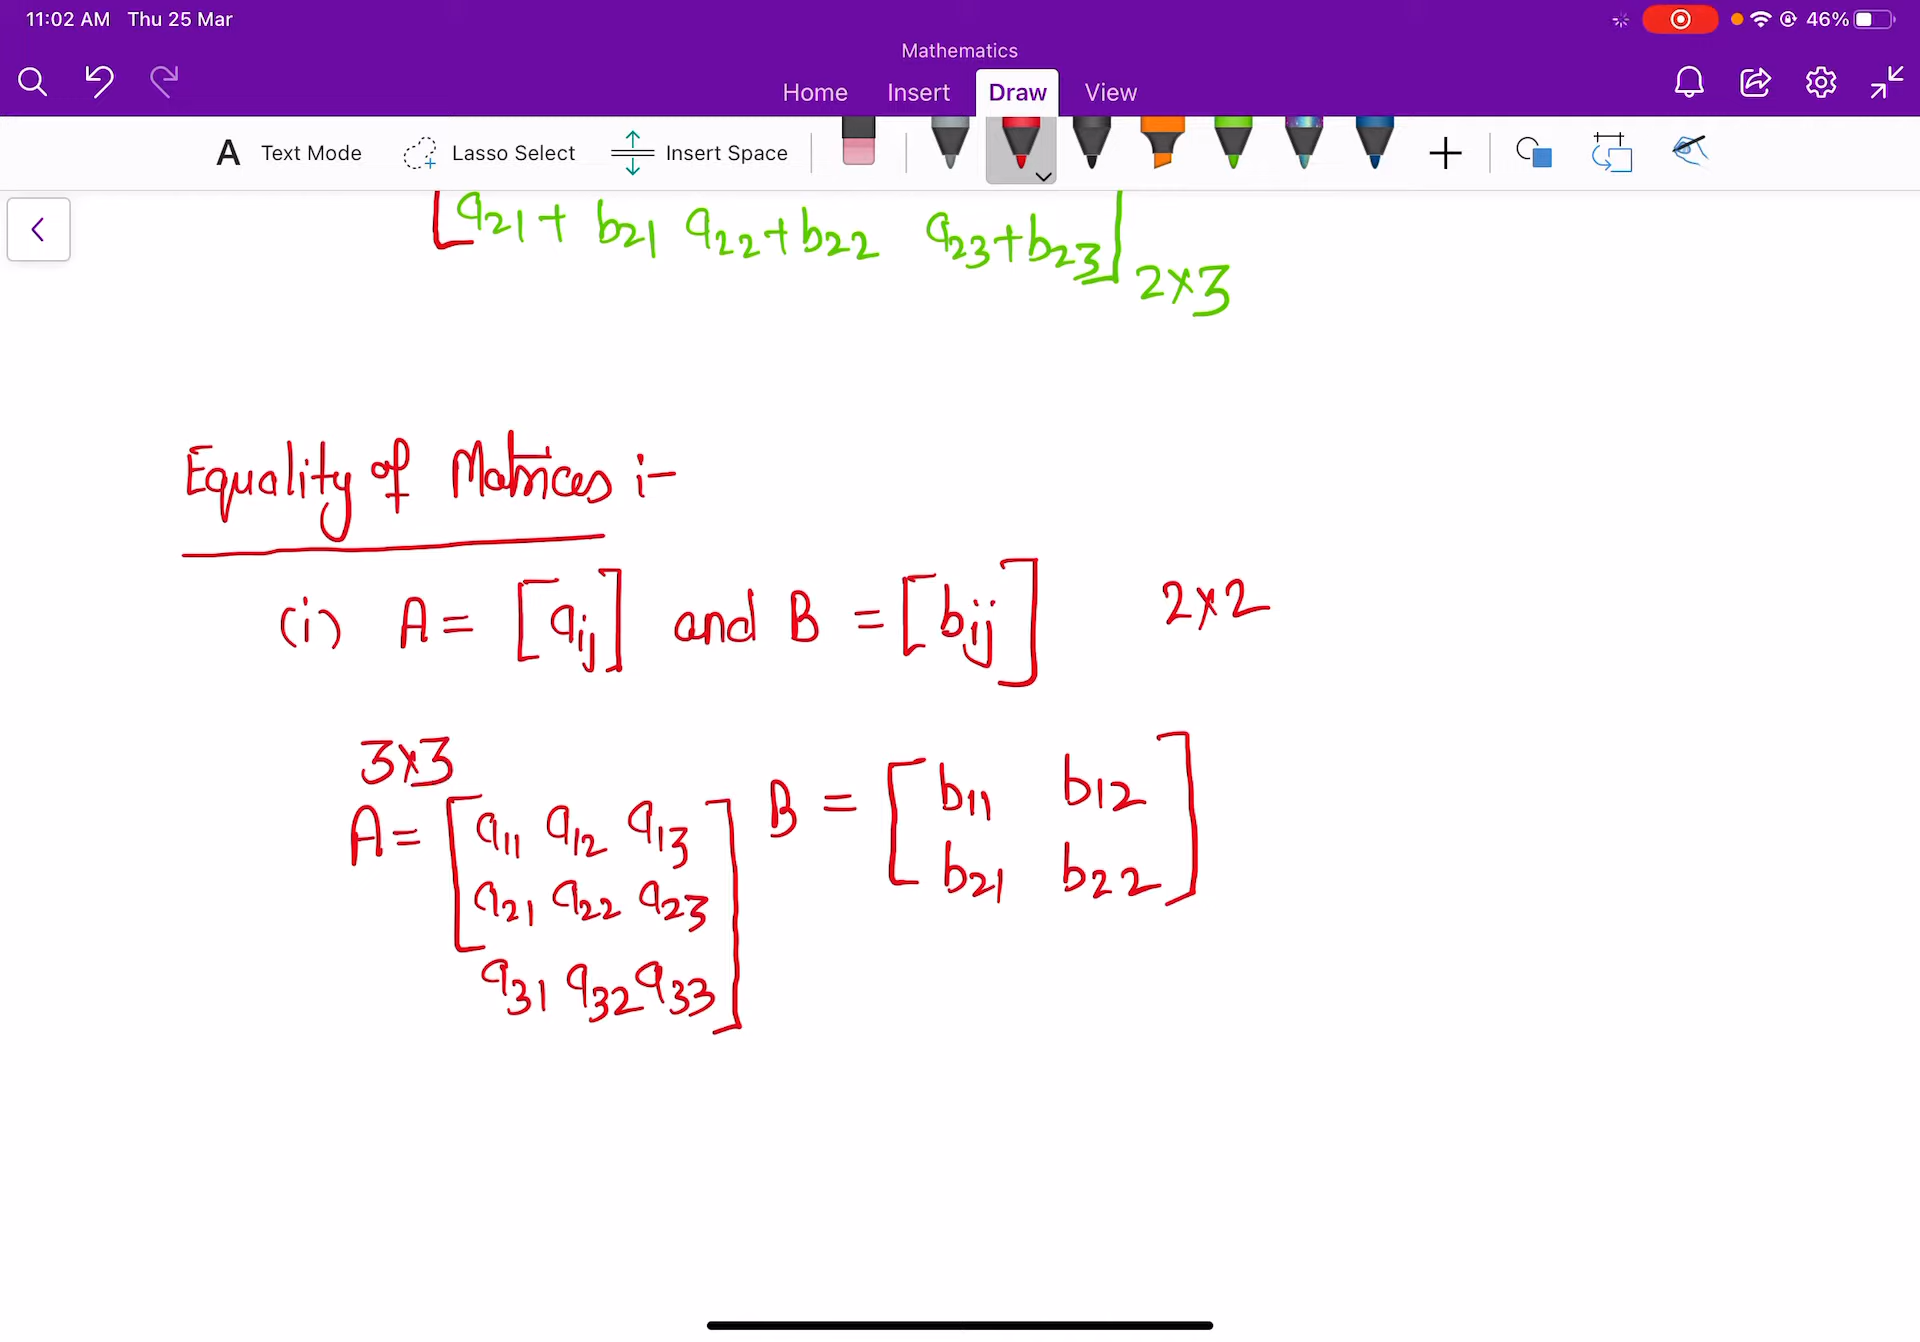 11:02 AM Thu 25 Mar 46%
Mathematics
Home Insert Draw View
A Text Mode Lasso Select Insert Space
[a21+ b21 a22+b22 a23+b23] 2×3
Equality of Matrices :-
(i) A = [aij] and B = [bij] 2×2
3×3
A = [a11 a12 a13 B = [b11 b12
a21 a22 a23 b21 b22]
a31 a32 a33]